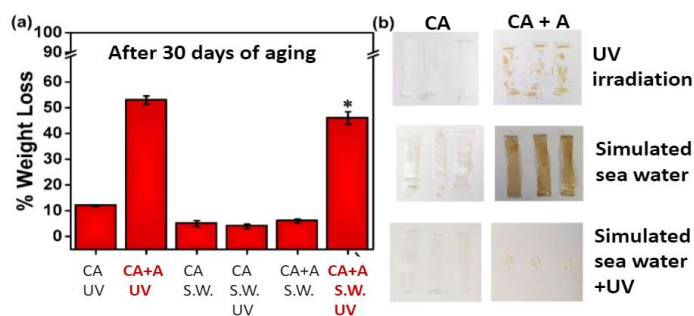 (a)
After 30 days of aging
% Weight Loss
100
90
60
50
40
30
20
10
0
*
CA CA+A CA CA CA+A CA+A
UV UV S.W. S.W. S.W. S.W.
UV UV
(b)
CA CA + A
UV
irradiation
Simulated
sea water
Simulated
sea water
+UV